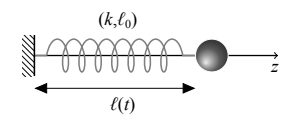 (k,ℓ₀)
z
ℓ(t)